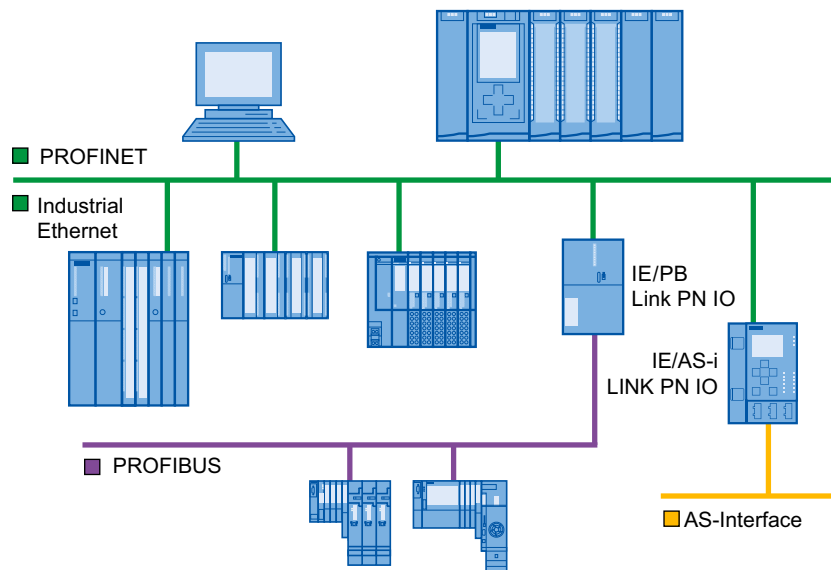 PROFINET
Industrial
Ethernet
IE/PB
Link PN IO
IE/AS-i
LINK PN IO
PROFIBUS
AS-Interface